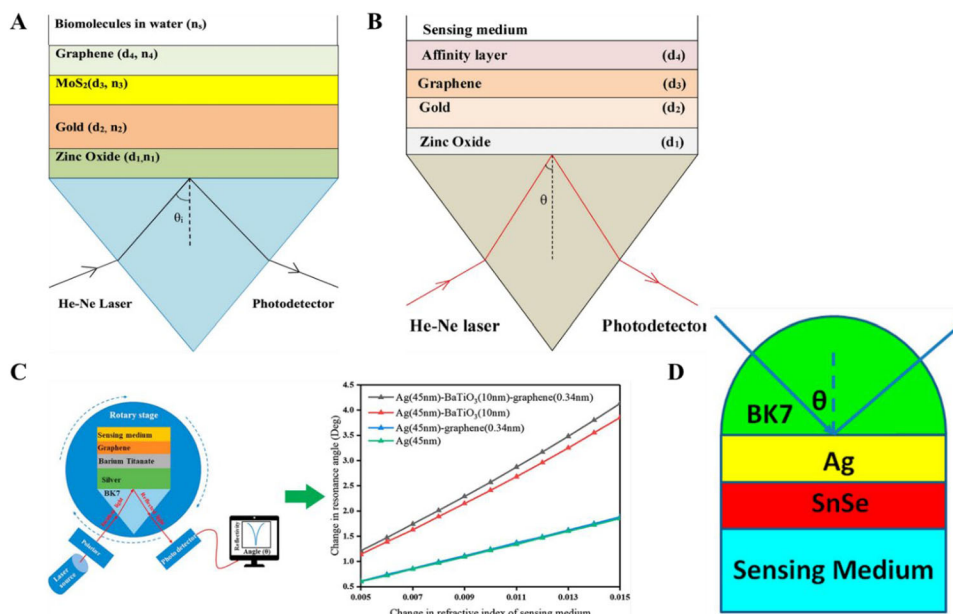 A
Biomolecules in water (nₛ)
Graphene (d₄, n₄)
MoS₂(d₃, n₃)
Gold (d₂, n₂)
Zinc Oxide (d₁,n₁)
θᵢ
He-Ne Laser
Photodetector
B
Sensing medium
Affinity layer (d₄)
Graphene (d₃)
Gold (d₂)
Zinc Oxide (d₁)
θ
He-Ne laser
Photodetector
C
Rotary stage
Sensing medium
Graphene
Barium Titanate
Silver
BK7
Reflected light
Polarizer
Laser source
Photo detector
Reflectivity
Angle (θ)
Change in resonance angle (Deg)
4.5
4.0
3.5
3.0
2.5
2.0
1.5
1.0
0.5
Ag(45nm)-BaTiO₃(10nm)-graphene(0.34nm)
Ag(45nm)-BaTiO₃(10nm)
Ag(45nm)-graphene(0.34nm)
Ag(45nm)
0.005 0.007 0.009 0.011 0.013 0.015
Change in refractive index of sensing medium
D
BK7
θ
Ag
SnSe
Sensing Medium